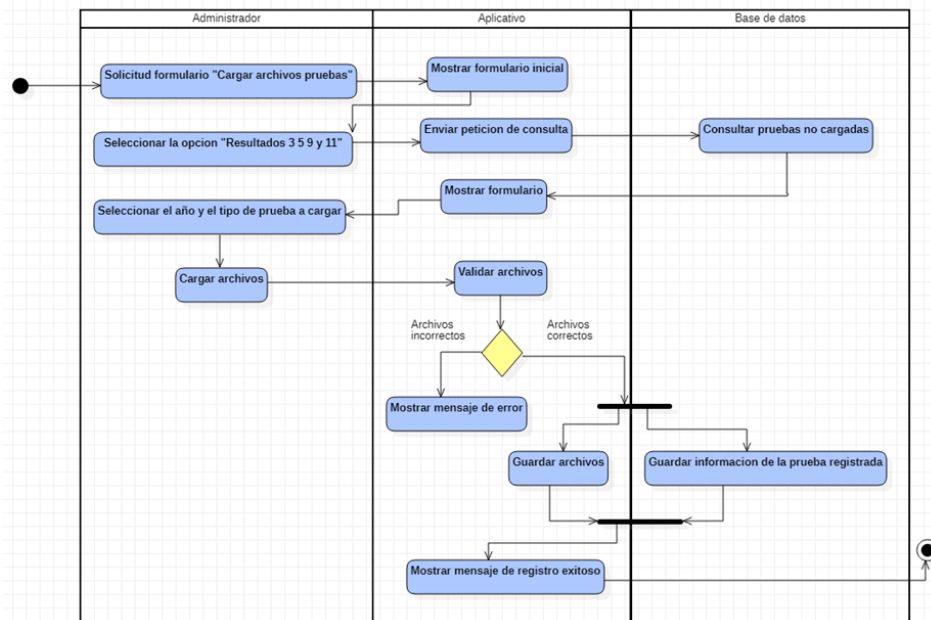 Administrador
Aplicativo
Base de datos
Solicitud formulario "Cargar archivos pruebas"
Mostrar formulario inicial
Seleccionar la opcion "Resultados 3 5 9 y 11"
Enviar peticion de consulta
Consultar pruebas no cargadas
Mostrar formulario
Seleccionar el año y el tipo de prueba a cargar
Cargar archivos
Validar archivos
Archivos
incorrectos
Archivos
correctos
Mostrar mensaje de error
Guardar archivos
Guardar informacion de la prueba registrada
Mostrar mensaje de registro exitoso